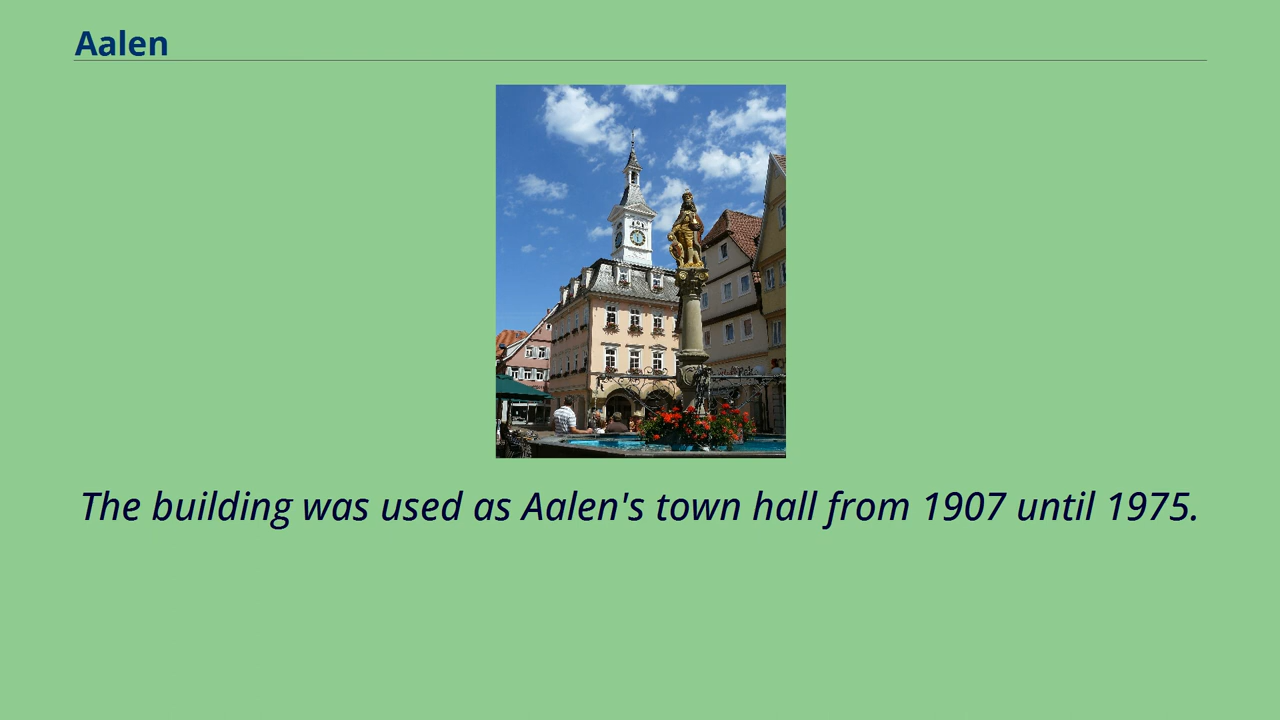 Aalen
The building was used as Aalen's town hall from 1907 until 1975.